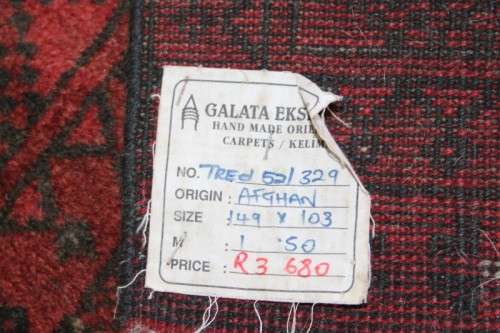 GALATA EKS
HAND MADE ORIE
CARPETS / KELIM
NO. TRED 52/329
ORIGIN : AFGHAN
SIZE : 149 x 103
M : 1.50
PRICE : R3 680